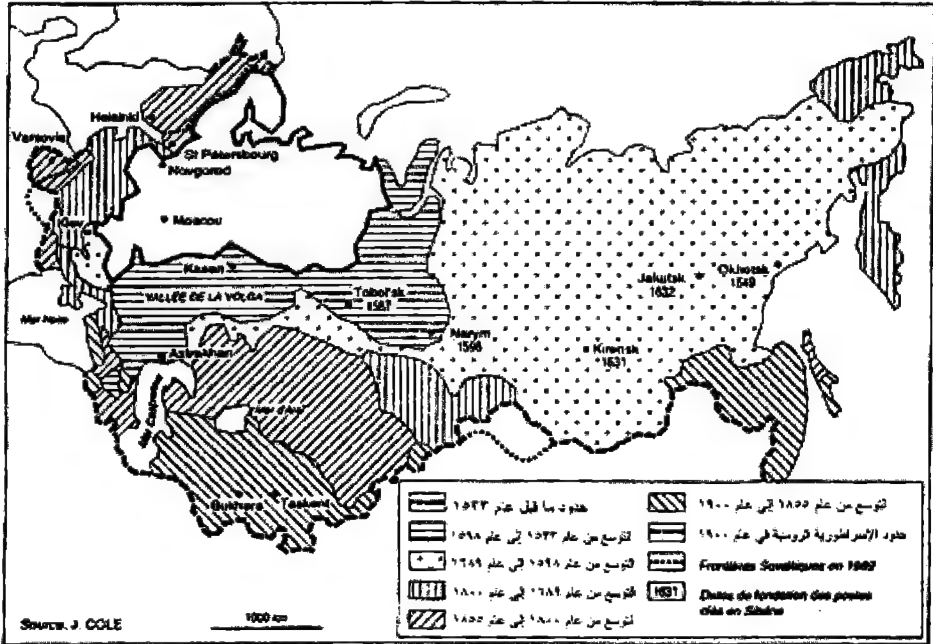 Helsinki
Varsovie
St Pétersbourg
Novgorod
Kiev
Moscou
Kazan
VALLÉE DE LA VOLGA
Tobol'sk
1587
Mer Noire
Astrakhan
Narym
1596
Jakutsk
1632
Okhotsk
1649
Kirensk
1631
Mer Caspienne
Mer d'Aral
Bukhara
Taskent
حدود ما قبل عام ١٥٣٣
التوسع من عام ١٥٣٣ إلى عام ١٥٩٨
التوسع من عام ١٥٩٨ إلى عام ١٦٨٩
التوسع من عام ١٦٨٩ إلى عام ١٨٠٠
التوسع من عام ١٨٠٠ إلى عام ١٨٥٥
التوسع من عام ١٨٥٥ إلى عام ١٩٠٠
حدود الإمبراطورية الروسية في عام ١٩٠٠
Frontières Soviétiques en
1631
Dates de fondation des postes
clés en Sibérie
Source. J. COLE
1000 km